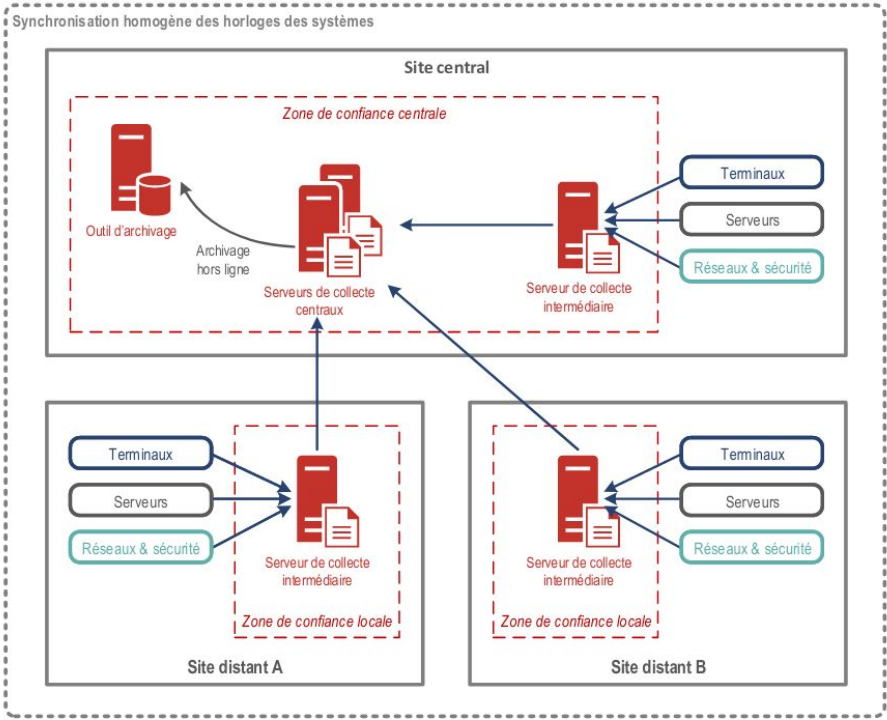 Synchronisation homogène des horloges des systèmes
Site central
Zone de confiance centrale
Outil d'archivage
Archivage
hors ligne
Serveurs de collecte
centraux
Serveur de collecte
intermédiaire
Terminaux
Serveurs
Réseaux & sécurité
Terminaux
Serveurs
Réseaux & sécurité
Serveur de collecte
intermédiaire
Zone de confiance locale
Site distant A
Serveur de collecte
intermédiaire
Zone de confiance locale
Terminaux
Serveurs
Réseaux & sécurité
Site distant B